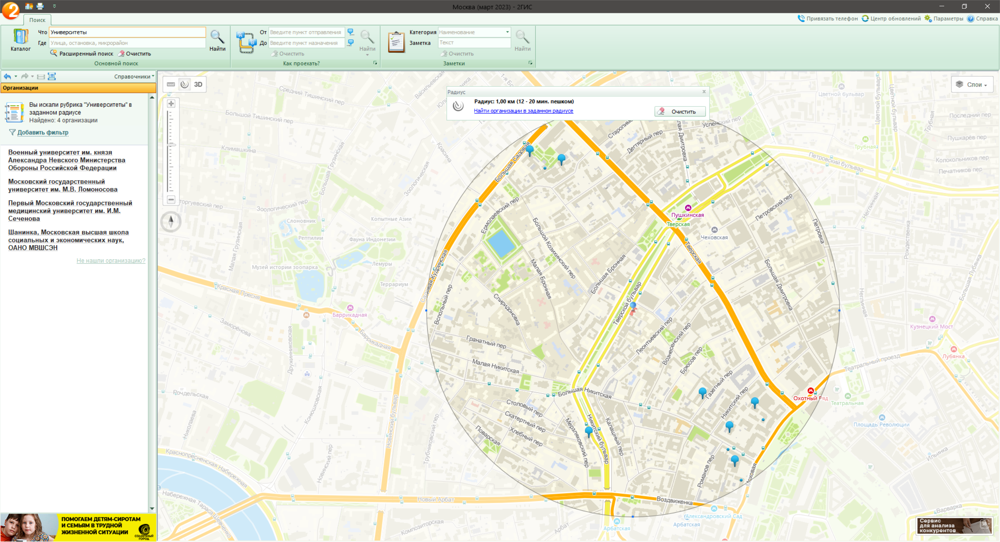 Москва (март 2023) - 2ГИС
Поиск
Привязать телефон
Центр обновлений
Параметры
Справка
Каталог
Что Университеты
Где Улица, остановка, микрорайон
Расширенный поиск
Очистить
Найти
Основной поиск
От Введите пункт отправления
До Введите пункт назначения
Очистить
Найти
Как проехать?
Категория Наименование
Заметка Текст
Очистить
Найти
Заметки
Справочники
Организации
Вы искали рубрика "Университеты" в
заданном радиусе
Найдено: 4 организации
Добавить фильтр
Военный университет им. князя
Александра Невского Министерства
Обороны Российской Федерации
Московский государственный
университет им. М.В. Ломоносова
Первый Московский государственный
медицинский университет им. И.М.
Сеченова
Шанинка, Московская высшая школа
социальных и экономических наук,
ОАНО МВШСЭН
Не нашли организацию?
ПОМОГАЕМ ДЕТЯМ-СИРОТАМ
И СЕМЬЯМ В ТРУДНОЙ
ЖИЗНЕННОЙ СИТУАЦИИ
СОЛНЕЧНЫЙ
ГОРОД
3D
Слои
Радиус
Радиус: 1,00 км (12 - 20 мин. пешком)
Найти организации в заданном радиусе
Очистить
Средний Тишинский пер
Васильевская
Большой Тишинский пер
Климашкина
Большая Грузинская
Красина
Зоологическая
Зоологический пер
Малая Грузинская
Слоновник
Рептилии
Копытные Азии
Фауна Индонезии
Музей истории зоопарка
Лемуры
Террариум
Красная Пресня
Баррикадная
Баррикадная
Заморёнова
Дружинниковская
Рочдельская
Николаева
Конюшковская
Новинский бульвар
Трубниковский пер
Новинский пер
Краснопресненская Набережная
Набережная Тараса Шевченко
Новый Арбат
Композиторская
Арбат
Арбатская
Арбатская
Александровский Сад
Воздвиженка
Большая Садовая
Садовая-Кудринская
Ермолаевский пер
Большой Козихинский пер
Малая Бронная
Большая Бронная
Спиридоновка
Вспольный пер
Гранатный пер
Малая Никитская
Большая Никитская
Столовый пер
Скатертный пер
Хлебный пер
Поварская
Мерзляковский пер
Никитский бульвар
Калашный пер
Тверской бульвар
Леонтьевский пер
Вознесенский пер
Брюсов пер
Газетный пер
Никитский пер
Романов пер
Моховая
Тверская
Тверская
Пушкинская
Чеховская
Дегтярный пер
Успенский пер
Петровский пер
Петровка
Большая Дмитровка
Охотный Ряд
Театральная
Театральный проезд
Площадь Революции
Кузнецкий Мост
Лубянка
Большая Лубянка
Рождественка
Неглинная
Неглинная
Цветной бульвар
Цветной бульвар
Цветной бульвар
Трубная
Трубная
Последний пер
Пушкарёв пер
Колокольников пер
Печатников пер
Петровский бульвар
Ильинка
Варварка
Сервис
для анализа
конкурентов
18+